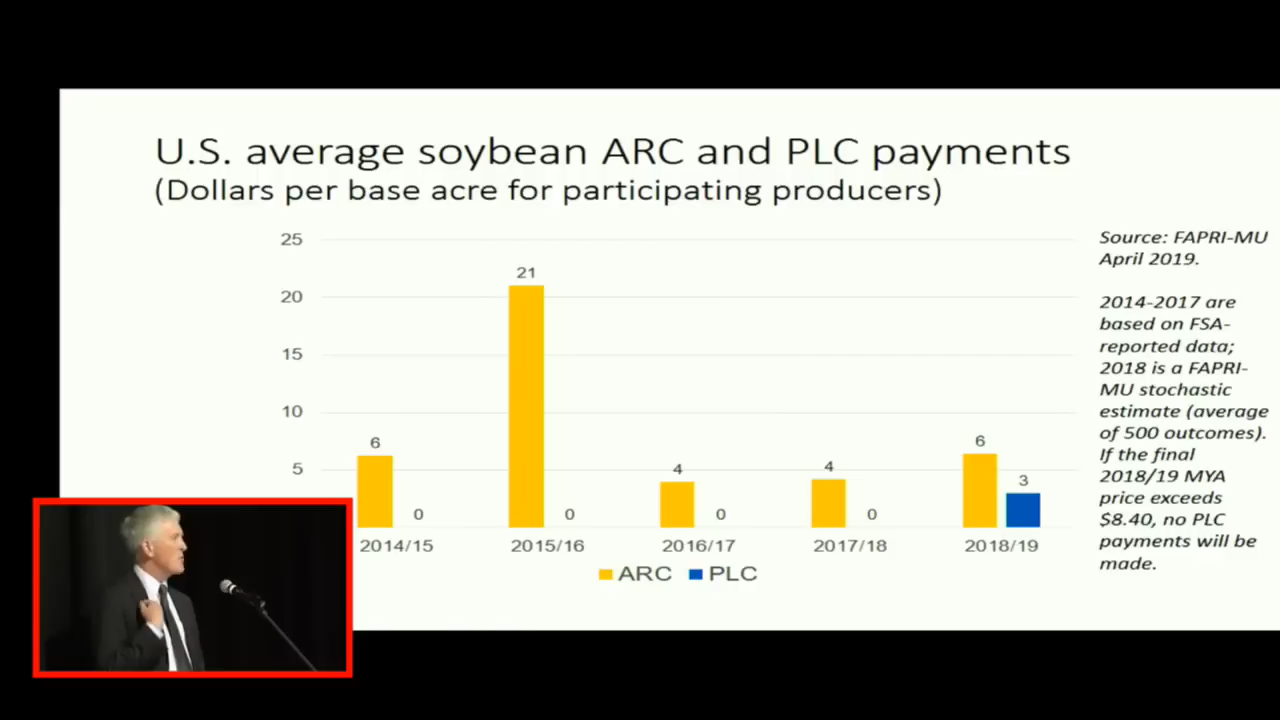 U.S. average soybean ARC and PLC payments
(Dollars per base acre for participating producers)
25
20
15
10
5
6
0
21
0
4
0
4
0
6
3
2014/15
2015/16
2016/17
2017/18
2018/19
ARC
PLC
Source: FAPRI-MU
April 2019.
2014-2017 are
based on FSA-
reported data;
2018 is a FAPRI-
MU stochastic
estimate (average
of 500 outcomes).
If the final
2018/19 MYA
price exceeds
$8.40, no PLC
payments will be
made.